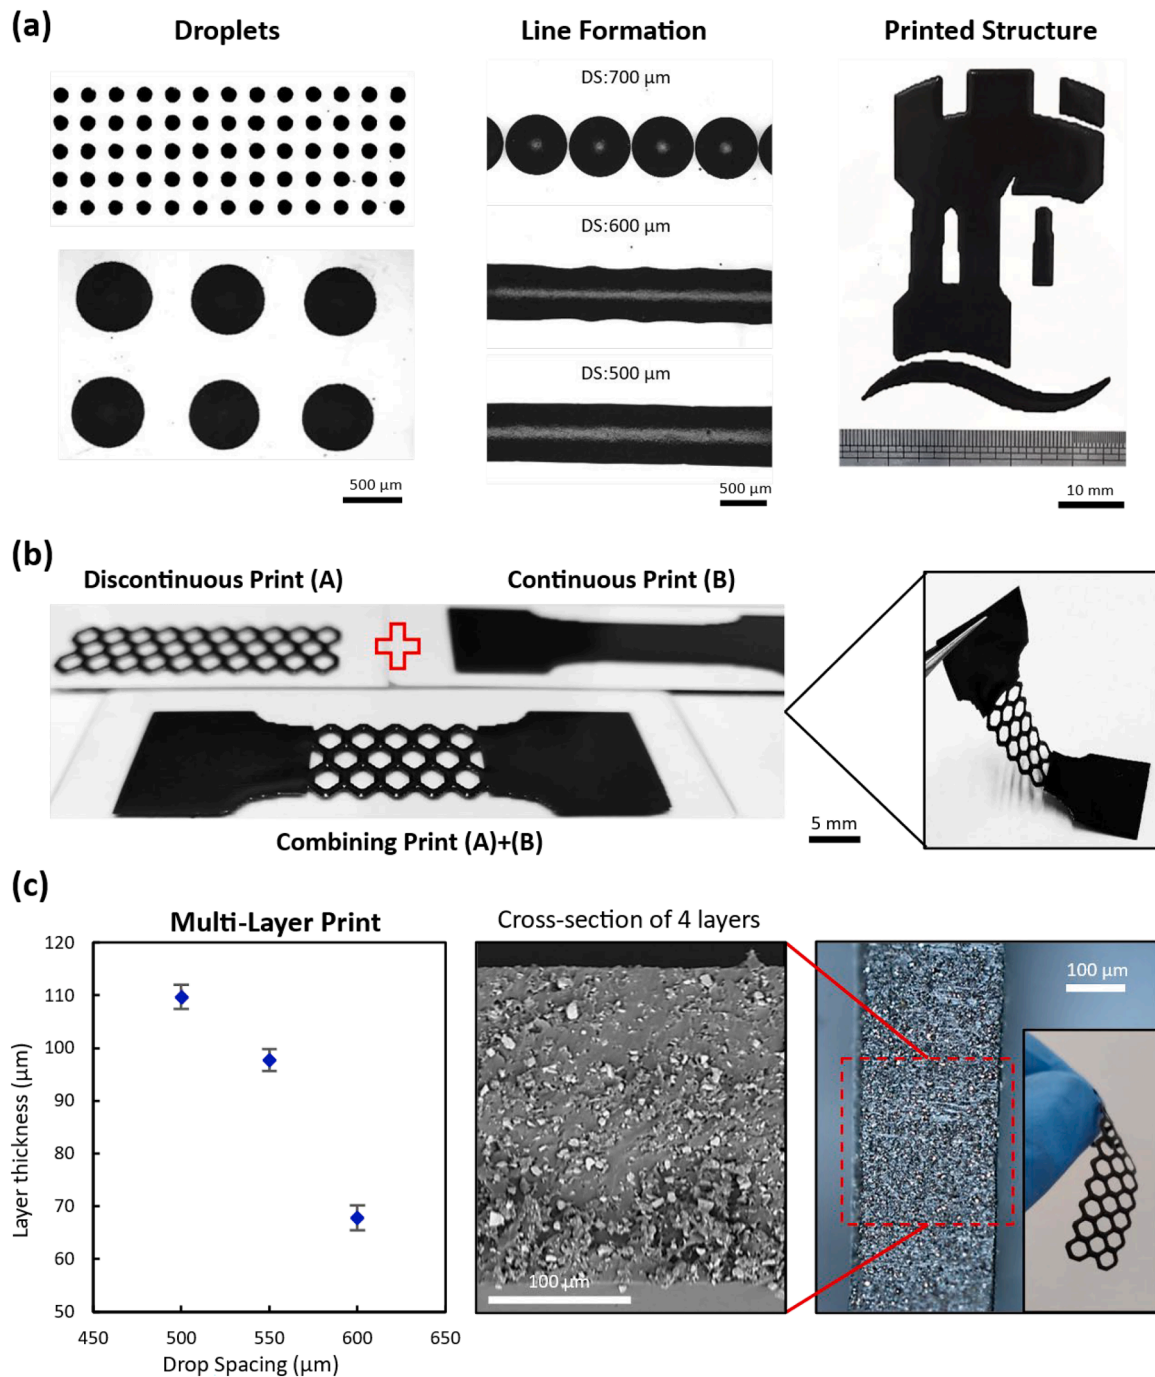 (a)
Droplets
Line Formation
Printed Structure
DS:700 µm
DS:600 µm
DS:500 µm
500 µm
500 µm
10 mm
(b)
Discontinuous Print (A)
Continuous Print (B)
Combining Print (A)+(B)
5 mm
(c)
Multi-Layer Print
Cross-section of 4 layers
Layer thickness (µm)
120
110
100
90
80
70
60
50
450
500
550
600
650
Drop Spacing (µm)
100 µm
100 µm